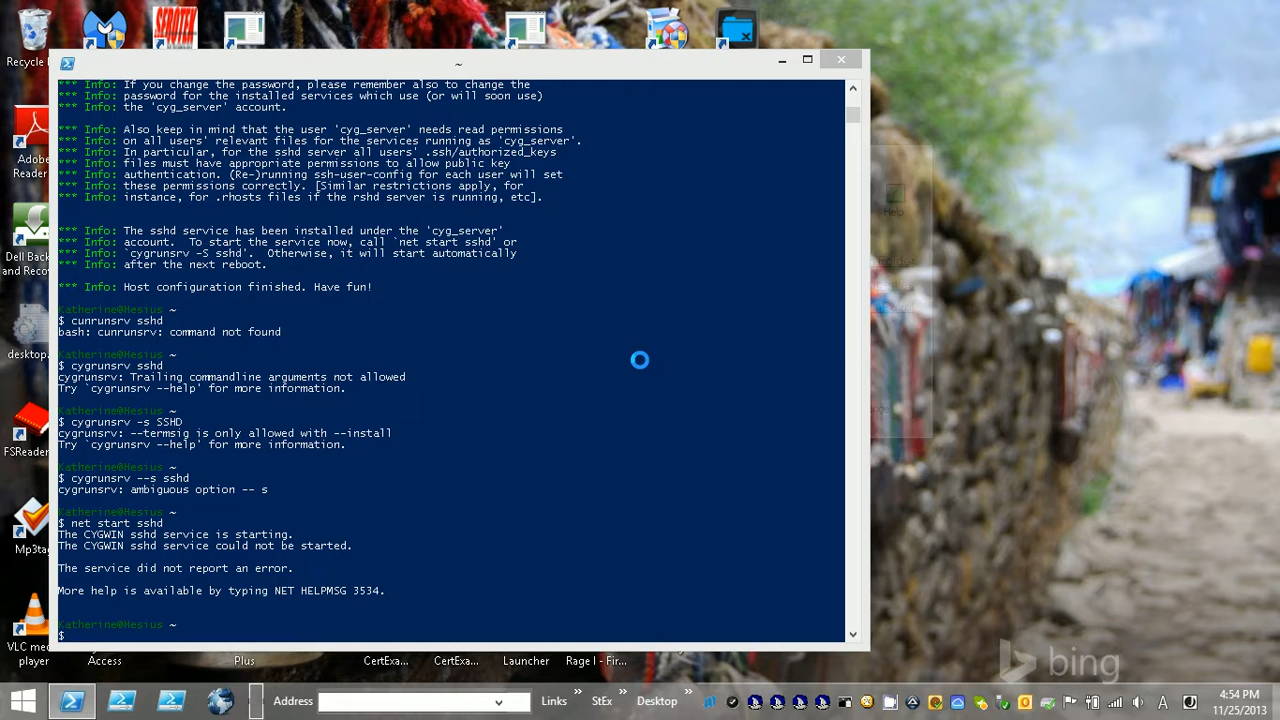 SEROTEK
Recycle
~
*** Info: If you change the password, please remember also to change the
*** Info: password for the installed services which use (or will soon use)
*** Info: the 'cyg_server' account.
*** Info: Also keep in mind that the user 'cyg_server' needs read permissions
*** Info: on all users' relevant files for the services running as 'cyg_server'.
*** Info: In particular, for the sshd server all users' .ssh/authorized_keys
*** Info: files must have appropriate permissions to allow public key
*** Info: authentication. (Re-)running ssh-user-config for each user will set
*** Info: these permissions correctly. [Similar restrictions apply, for
*** Info: instance, for .rhosts files if the rshd server is running, etc].
*** Info: The sshd service has been installed under the 'cyg_server'
*** Info: account.  To start the service now, call `net start sshd' or
*** Info: `cygrunsrv -S sshd'.  Otherwise, it will start automatically
*** Info: after the next reboot.
*** Info: Host configuration finished. Have fun!
Katherine@Hesius ~
$ cunrunsrv sshd
bash: cunrunsrv: command not found
Katherine@Hesius ~
$ cygrunsrv sshd
cygrunsrv: Trailing commandline arguments not allowed
Try `cygrunsrv --help' for more information.
Katherine@Hesius ~
$ cygrunsrv -s SSHD
cygrunsrv: --termsig is only allowed with --install
Try `cygrunsrv --help' for more information.
Katherine@Hesius ~
$ cygrunsrv --s sshd
cygrunsrv: ambiguous option -- s
Katherine@Hesius ~
$ net start sshd
The CYGWIN sshd service is starting.
The CYGWIN sshd service could not be started.
The service did not report an error.
More help is available by typing NET HELPMSG 3534.
Katherine@Hesius ~
$
Help
Adobe
Reader
Dell Back
and Reco
desktop.
FSReader
Mp3tag
VLC med
player
Access
Plus
CertExa...
CertExa...
Launcher
Rage I - Fir...
bing
Address
Links
StEx
Desktop
A
4:54 PM
11/25/2013